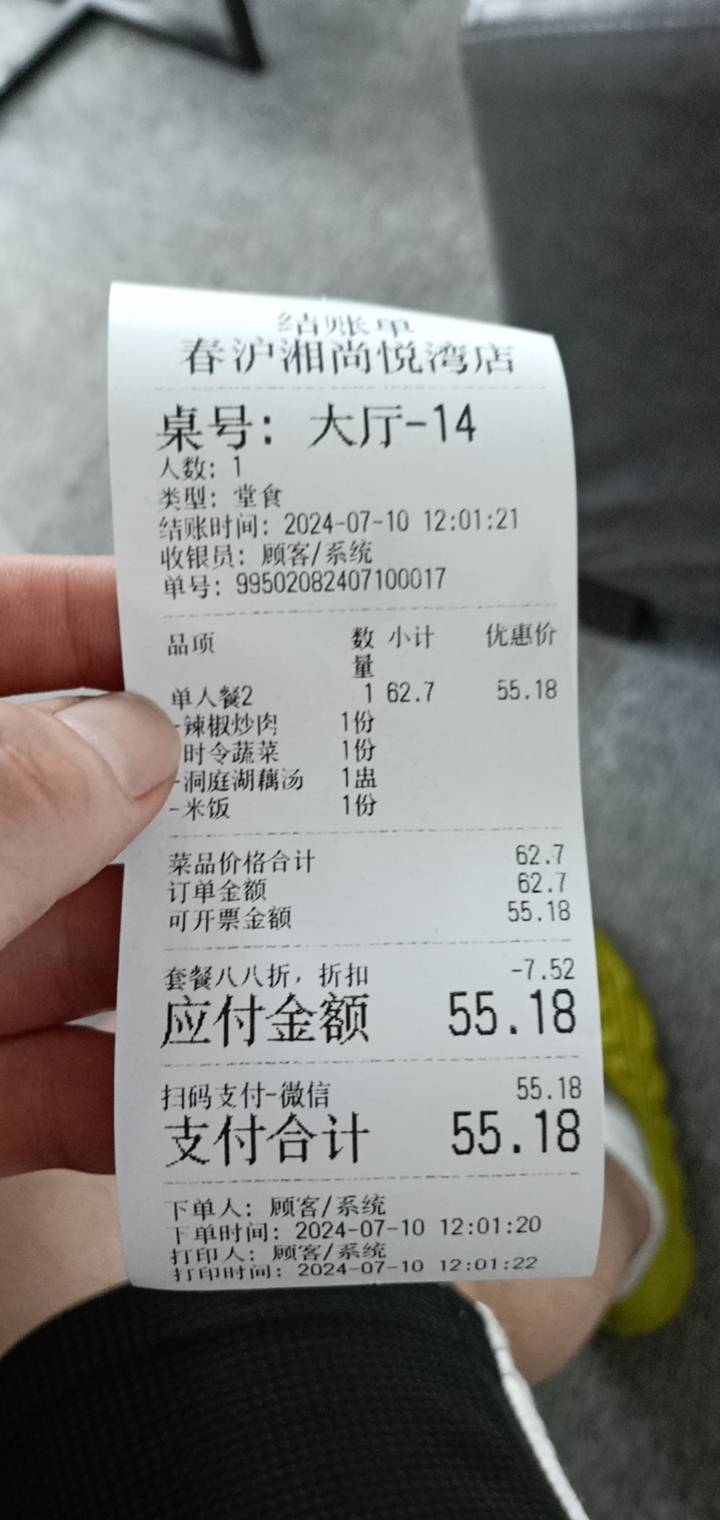 结账单
春沪湘尚悦湾店
桌号：大厅-14
人数：1
类型：堂食
结账时间：2024-07-10 12:01:21
收银员：顾客/系统
单号：99502082407100017
品项 数量 小计 优惠价
单人餐2 1 62.7 55.18
-辣椒炒肉 1份
时令蔬菜 1份
-洞庭湖藕汤 1盅
-米饭 1份
菜品价格合计 62.7
订单金额 62.7
可开票金额 55.18
套餐八八折，折扣 -7.52
应付金额 55.18
扫码支付-微信 55.18
支付合计 55.18
下单人：顾客/系统
下单时间：2024-07-10 12:01:20
打印人：顾客/系统
打印时间：2024-07-10 12:01:22